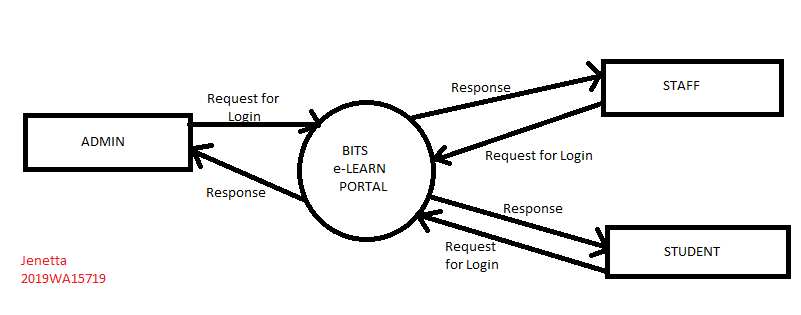 Request for
Login
ADMIN
Response
BITS
e-LEARN
PORTAL
Response
STAFF
Request for Login
Response
Request
for Login
STUDENT
Jenetta
2019WA15719